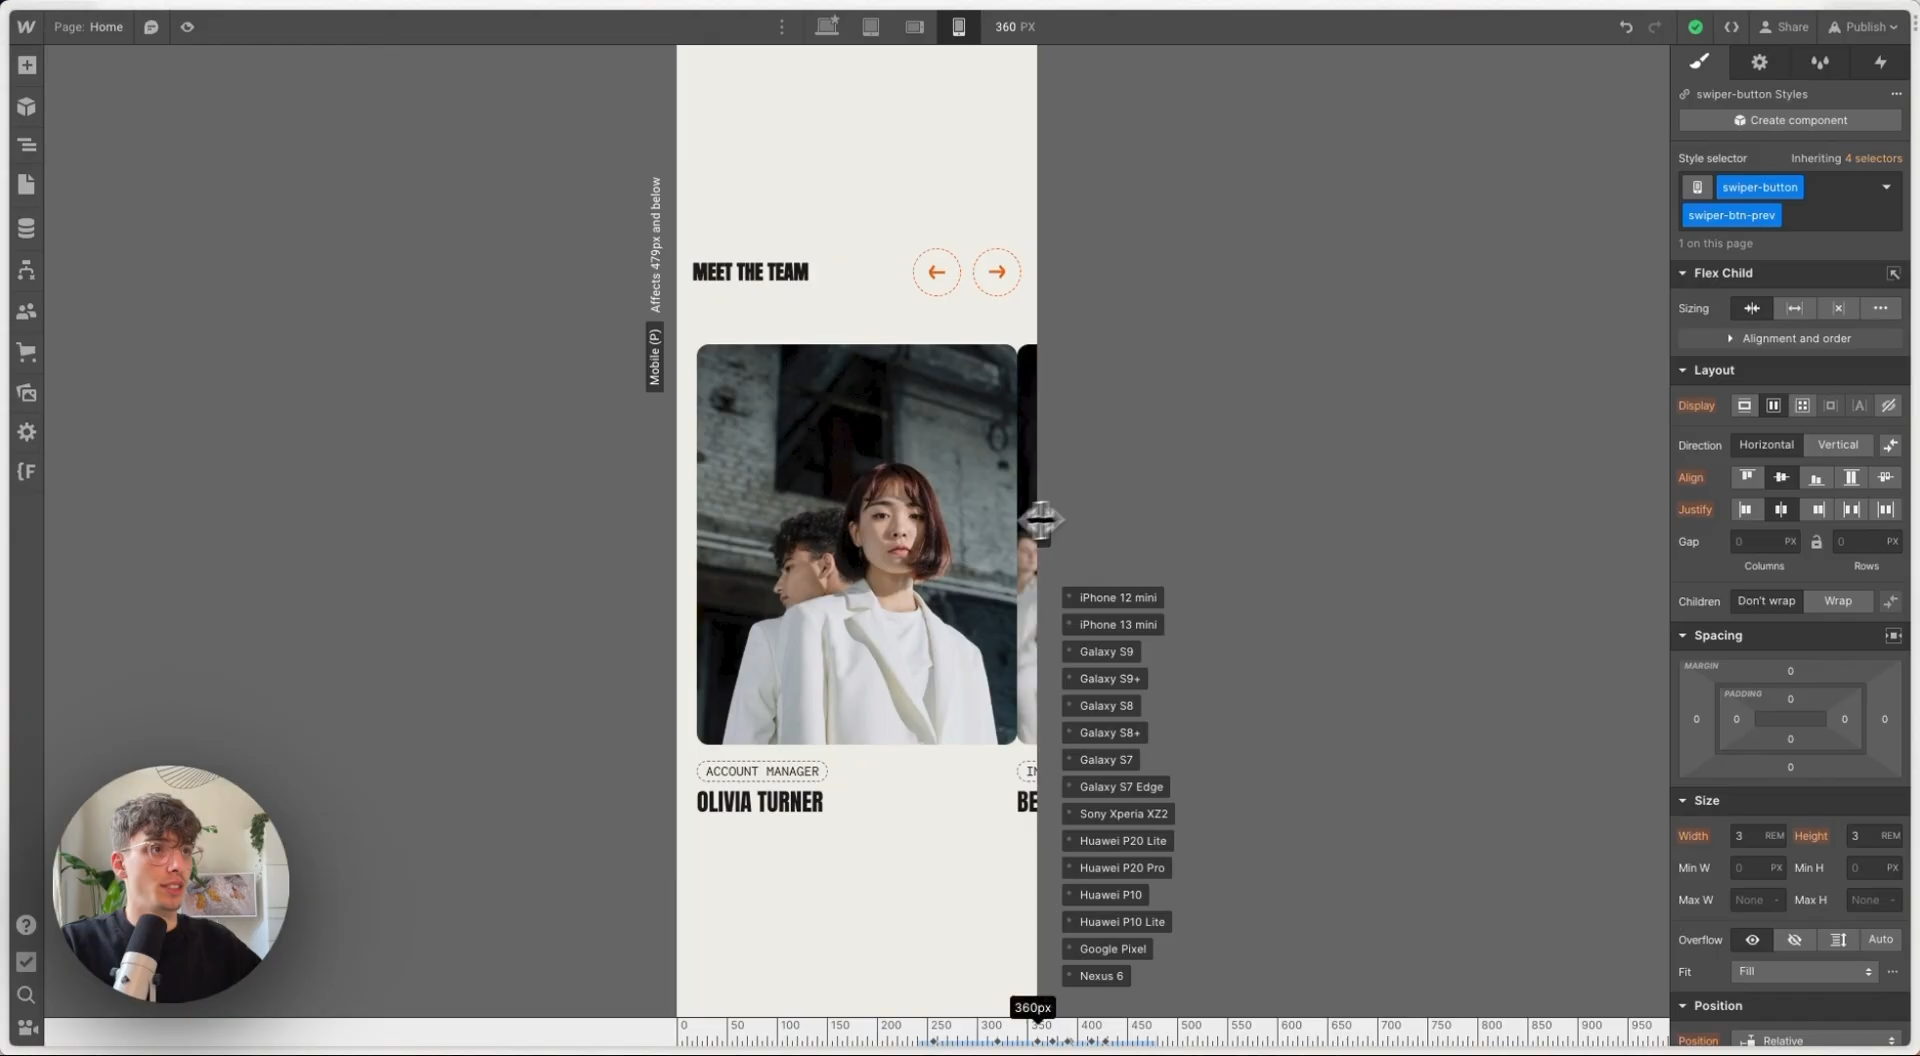 Page: Home
360 PX
Share
Publish
swiper-button Styles
Create component
Style selector
Inheriting 4 selectors
swiper-button
swiper-btn-prev
1 on this page
Flex Child
Sizing
Alignment and order
Layout
Display
Direction
Horizontal
Vertical
Align
Justify
Gap
0 PX
0 PX
Columns
Rows
Children
Don't wrap
Wrap
Spacing
MARGIN
0
PADDING
0
0
0
0
0
0
0
Size
Width
3 REM
Height
3 REM
Min W
0 PX
Min H
0 PX
Max W
None -
Max H
None -
Overflow
Auto
Fit
Fill
Position
Position
Relative
Affects 479px and below
Mobile (P)
MEET THE TEAM
ACCOUNT MANAGER
OLIVIA TURNER
IN
BE
iPhone 12 mini
iPhone 13 mini
Galaxy S9
Galaxy S9+
Galaxy S8
Galaxy S8+
Galaxy S7
Galaxy S7 Edge
Sony Xperia XZ2
Huawei P20 Lite
Huawei P20 Pro
Huawei P10
Huawei P10 Lite
Google Pixel
Nexus 6
360px
0 50 100 150 200 250 300 350 400 450 500 550 600 650 700 750 800 850 900 950